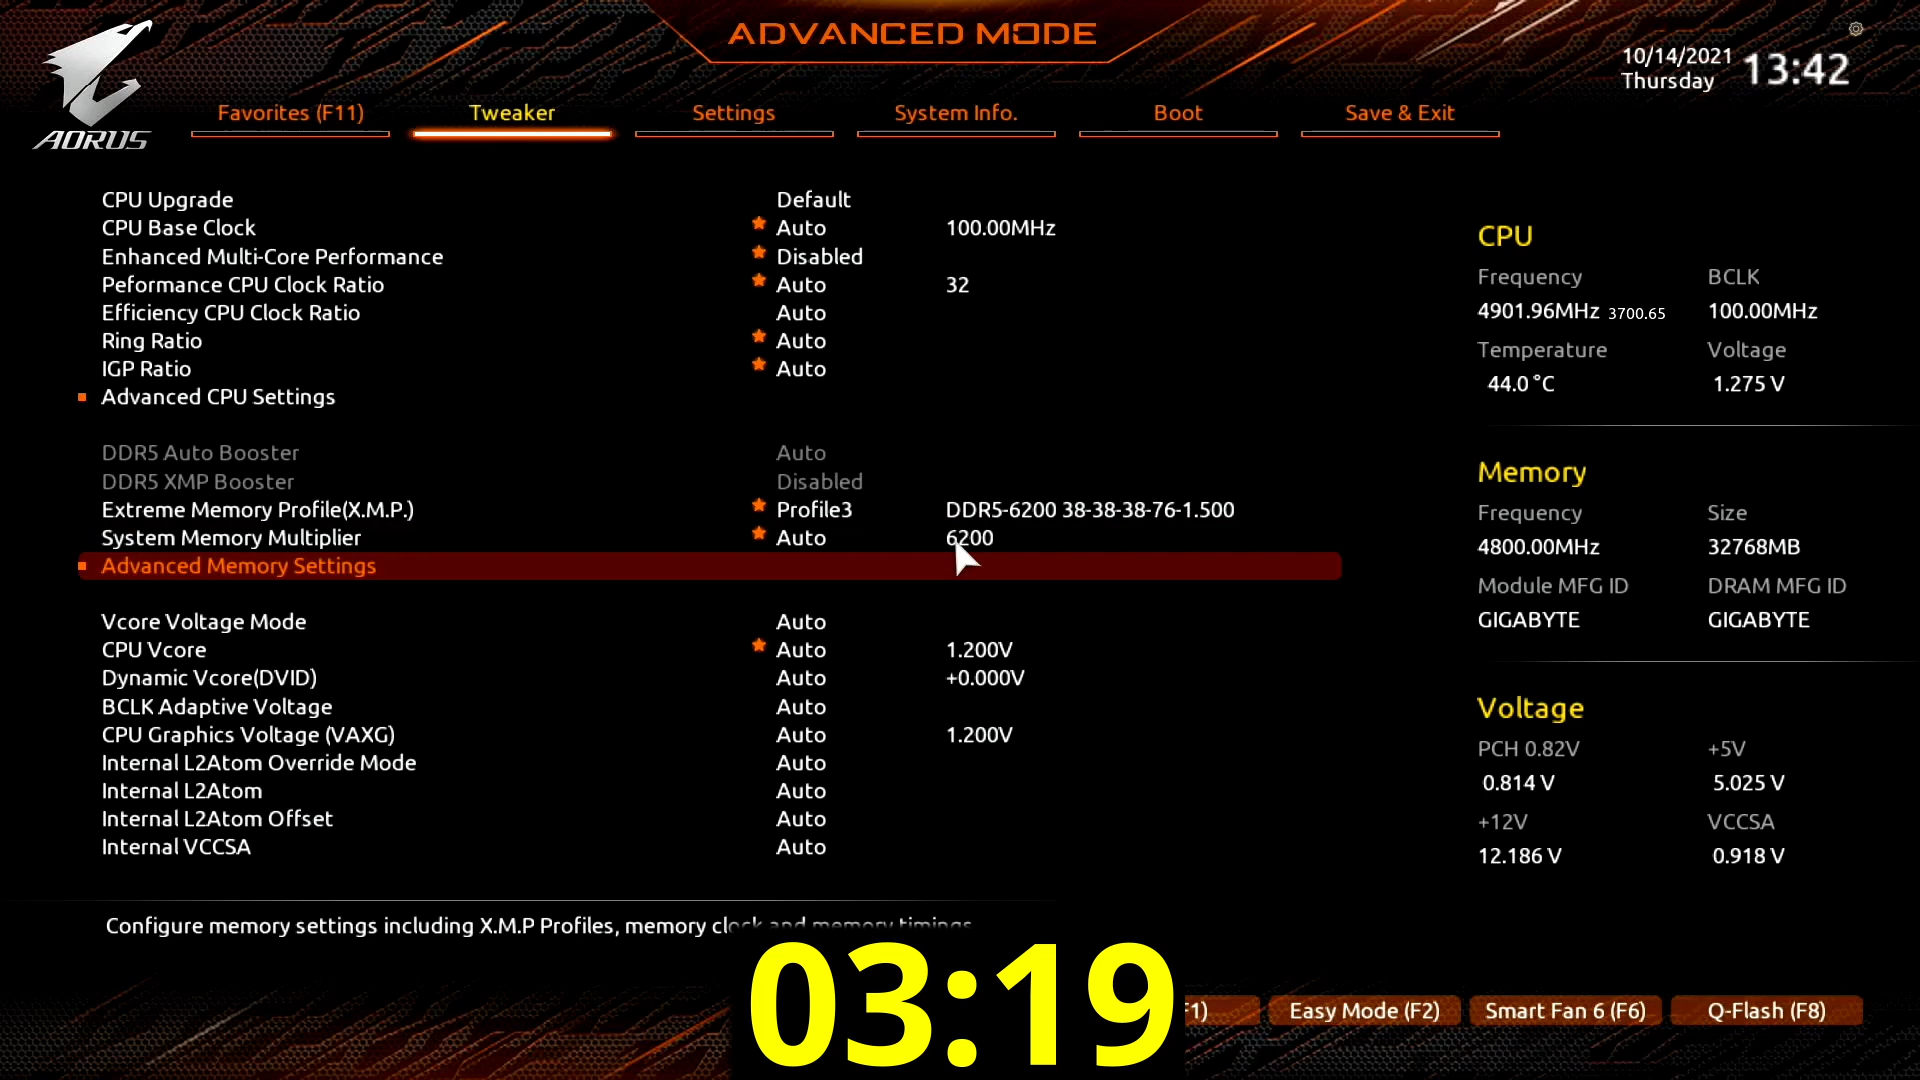 ADVANCED MODE
AORUS
10/14/2021
Thursday
13:42
Favorites (F11)
Tweaker
Settings
System Info.
Boot
Save & Exit
CPU Upgrade Default
CPU Base Clock Auto 100.00MHz
Enhanced Multi-Core Performance Disabled
Peformance CPU Clock Ratio Auto 32
Efficiency CPU Clock Ratio Auto
Ring Ratio Auto
IGP Ratio Auto
Advanced CPU Settings
DDR5 Auto Booster Auto
DDR5 XMP Booster Disabled
Extreme Memory Profile(X.M.P.) Profile3 DDR5-6200 38-38-38-76-1.500
System Memory Multiplier Auto 6200
Advanced Memory Settings
Vcore Voltage Mode Auto
CPU Vcore Auto 1.200V
Dynamic Vcore(DVID) Auto +0.000V
BCLK Adaptive Voltage Auto
CPU Graphics Voltage (VAXG) Auto 1.200V
Internal L2Atom Override Mode Auto
Internal L2Atom Auto
Internal L2Atom Offset Auto
Internal VCCSA Auto
CPU
Frequency BCLK
4901.96MHz 3700.65 100.00MHz
Temperature Voltage
44.0 °C 1.275 V
Memory
Frequency Size
4800.00MHz 32768MB
Module MFG ID DRAM MFG ID
GIGABYTE GIGABYTE
Voltage
PCH 0.82V +5V
0.814 V 5.025 V
+12V VCCSA
12.186 V 0.918 V
Configure memory settings including X.M.P Profiles, memory clock and memory timings
03:19
F1)
Easy Mode (F2)
Smart Fan 6 (F6)
Q-Flash (F8)